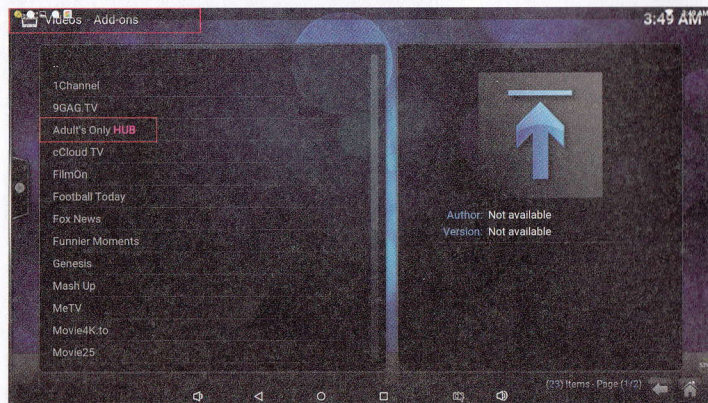 Videos Add-ons
3:49 AM
..
1Channel
9GAG.TV
Adult's Only HUB
cCloud TV
FilmOn
Football Today
Fox News
Funnier Moments
Genesis
Mash Up
MeTV
Movie4K.to
Movie25
Author: Not available
Version: Not available
(23) Items - Page (1/2)